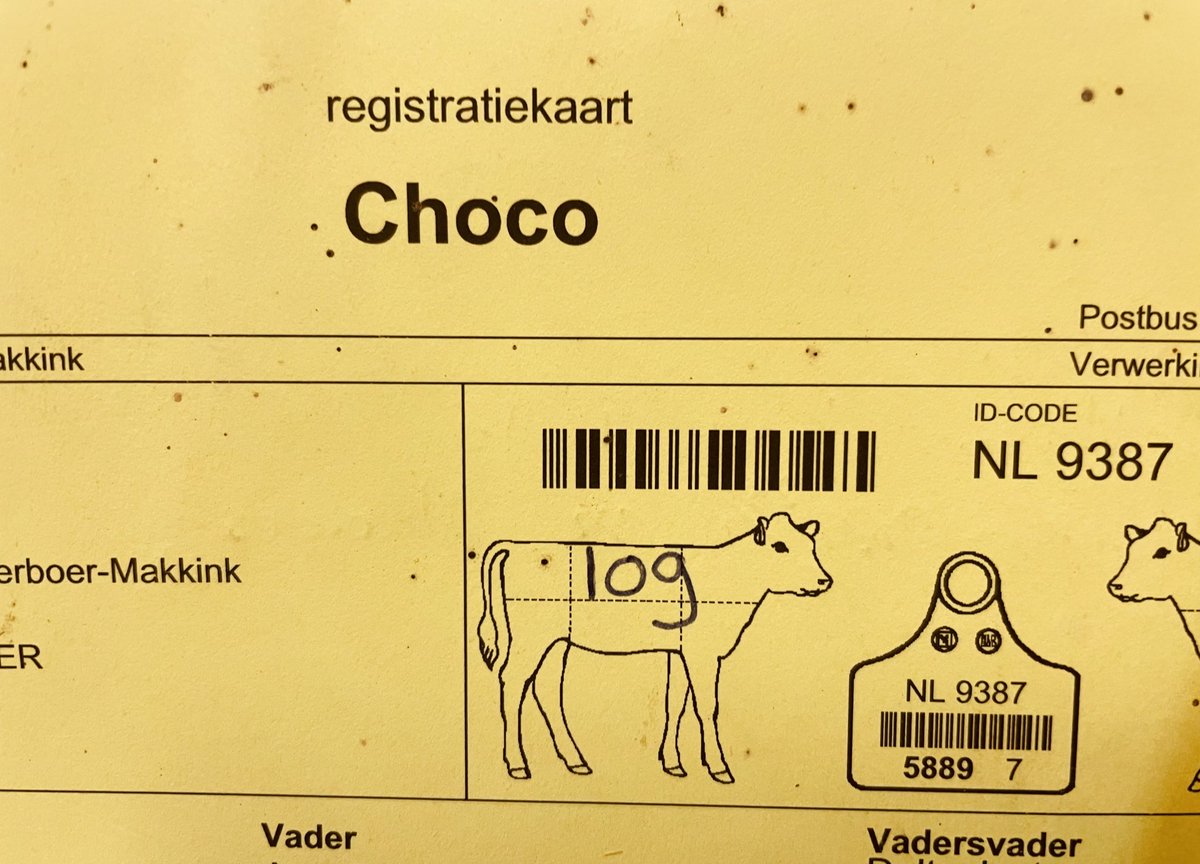 registratiekaart
Choco
Postbus
akkink
Verwerki
ID-CODE
NL 9387
109
erboer-Makkink
ER
NL 9387
5889 7
Vader
Vadersvader